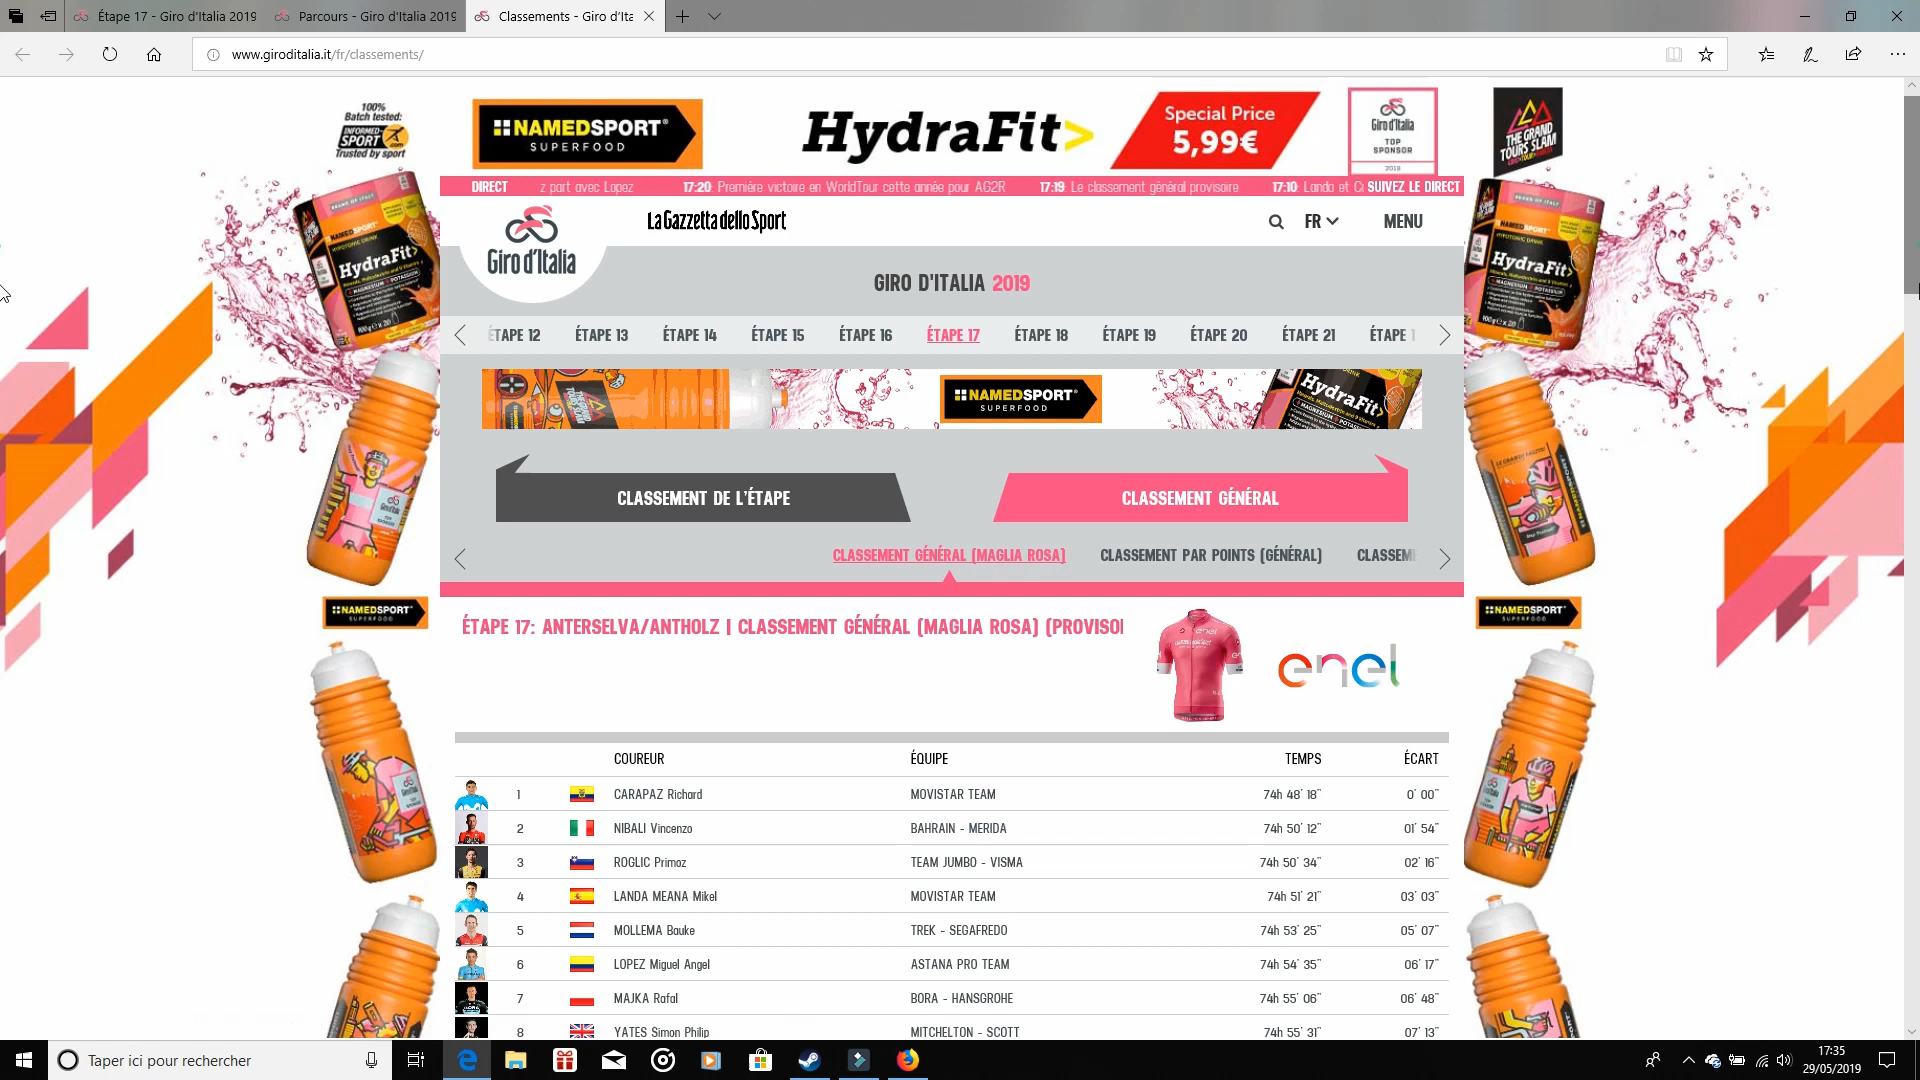 Étape 17 - Giro d'Italia 2019
Parcours - Giro d'Italia 2019
Classements - Giro d'Ita
www.giroditalia.it/fr/classements/
100%
Batch tested:
INFORMED-
SPORT.com
Trusted by sport
NAMEDSPORT®
SUPERFOOD
HydraFit>
Special Price
5,99€
Giro d'Italia
TOP
SPONSOR
2019
THE GRAND
TOURS SLAM
DIRECT z part avec Lopez 17:20: Première victoire en WorldTour cette année pour AG2R 17:19: Le classement général provisoire 17:10: Landa et Ca SUIVEZ LE DIRECT
Giro d'Italia
La Gazzetta dello Sport
FR
MENU
GIRO D'ITALIA 2019
ÉTAPE 12 ÉTAPE 13 ÉTAPE 14 ÉTAPE 15 ÉTAPE 16 ÉTAPE 17 ÉTAPE 18 ÉTAPE 19 ÉTAPE 20 ÉTAPE 21 ÉTAPE 1
NAMEDSPORT®
SUPERFOOD
HydraFit>
CLASSEMENT DE L'ÉTAPE
CLASSEMENT GÉNÉRAL
CLASSEMENT GÉNÉRAL (MAGLIA ROSA) CLASSEMENT PAR POINTS (GÉNÉRAL) CLASSEM
ÉTAPE 17: ANTERSELVA/ANTHOLZ | CLASSEMENT GÉNÉRAL (MAGLIA ROSA) (PROVISOI
enel
COUREUR ÉQUIPE TEMPS ÉCART
1 CARAPAZ Richard MOVISTAR TEAM 74h 48' 18" 0' 00"
2 NIBALI Vincenzo BAHRAIN - MERIDA 74h 50' 12" 01' 54"
3 ROGLIC Primoz TEAM JUMBO - VISMA 74h 50' 34" 02' 16"
4 LANDA MEANA Mikel MOVISTAR TEAM 74h 51' 21" 03' 03"
5 MOLLEMA Bauke TREK - SEGAFREDO 74h 53' 25" 05' 07"
6 LOPEZ Miguel Angel ASTANA PRO TEAM 74h 54' 35" 06' 17"
7 MAJKA Rafal BORA - HANSGROHE 74h 55' 06" 06' 48"
8 YATES Simon Philip MITCHELTON - SCOTT 74h 55' 31" 07' 13"
NAMEDSPORT
HydraFit>
NAMEDSPORT®
SUPERFOOD
NAMEDSPORT
HydraFit>
NAMEDSPORT®
SUPERFOOD
Taper ici pour rechercher
17:35
29/05/2019